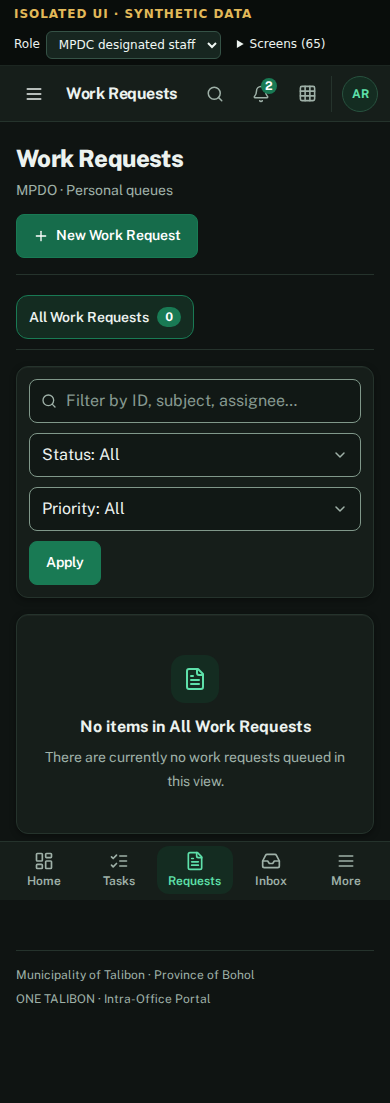 ISOLATED UI · SYNTHETIC DATA
Role MPDC designated staff Screens (65)
Work Requests 2 AR
Work Requests
MPDO · Personal queues
New Work Request
All Work Requests 0
Filter by ID, subject, assignee...
Status: All
Priority: All
Apply
No items in All Work Requests
There are currently no work requests queued in
this view.
Home Tasks Requests Inbox More
Municipality of Talibon · Province of Bohol
ONE TALIBON · Intra-Office Portal